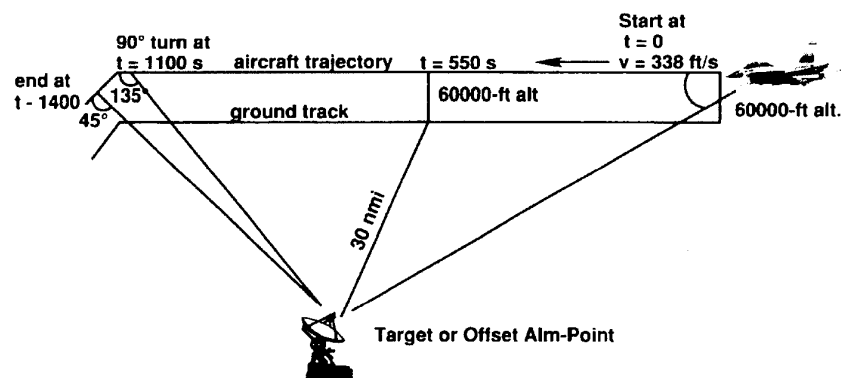 Start at
t = 0
v = 338 ft/s
90° turn at
t = 1100 s
aircraft trajectory
t = 550 s
end at
t - 1400
135°
45°
60000-ft alt
60000-ft alt.
ground track
30 nmi
Target or Offset Alm-Point